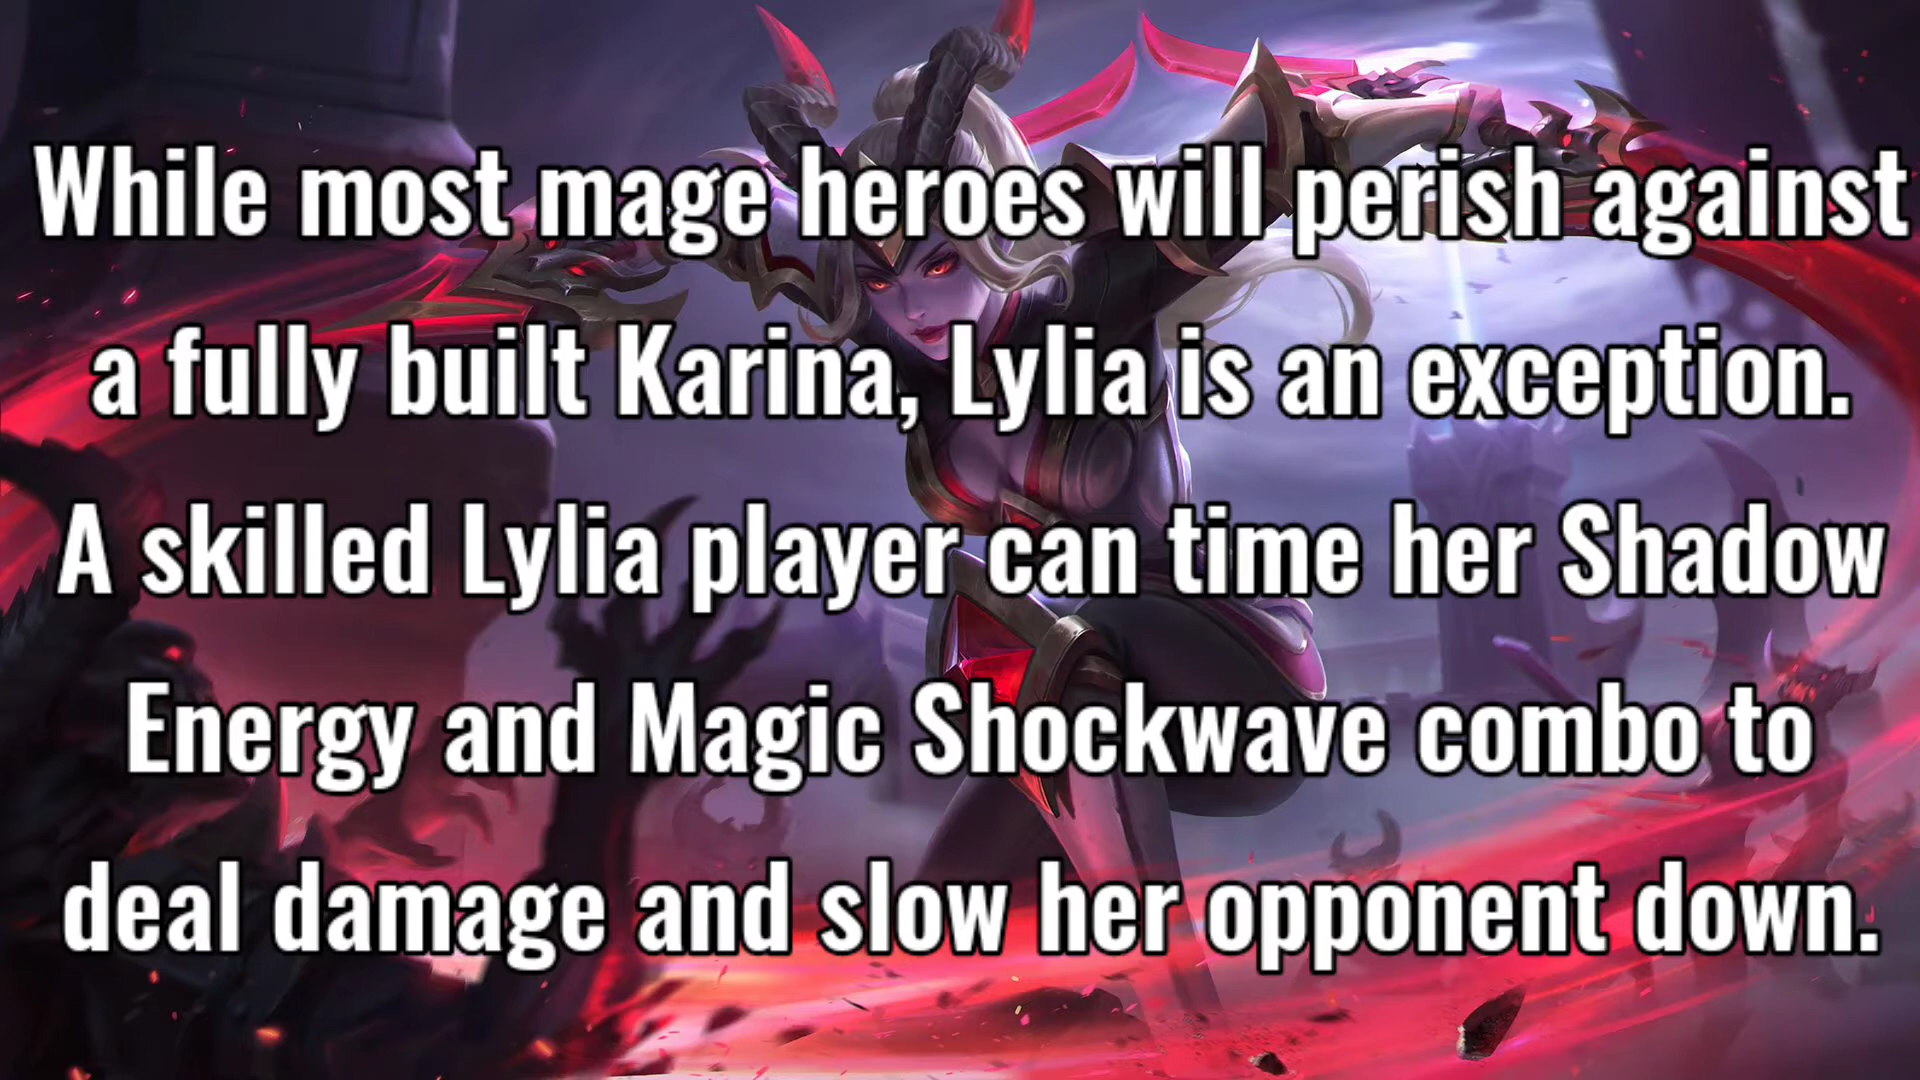 While most mage heroes will perish against
a fully built Karina, Lylia is an exception.
A skilled Lylia player can time her Shadow
Energy and Magic Shockwave combo to
deal damage and slow her opponent down.